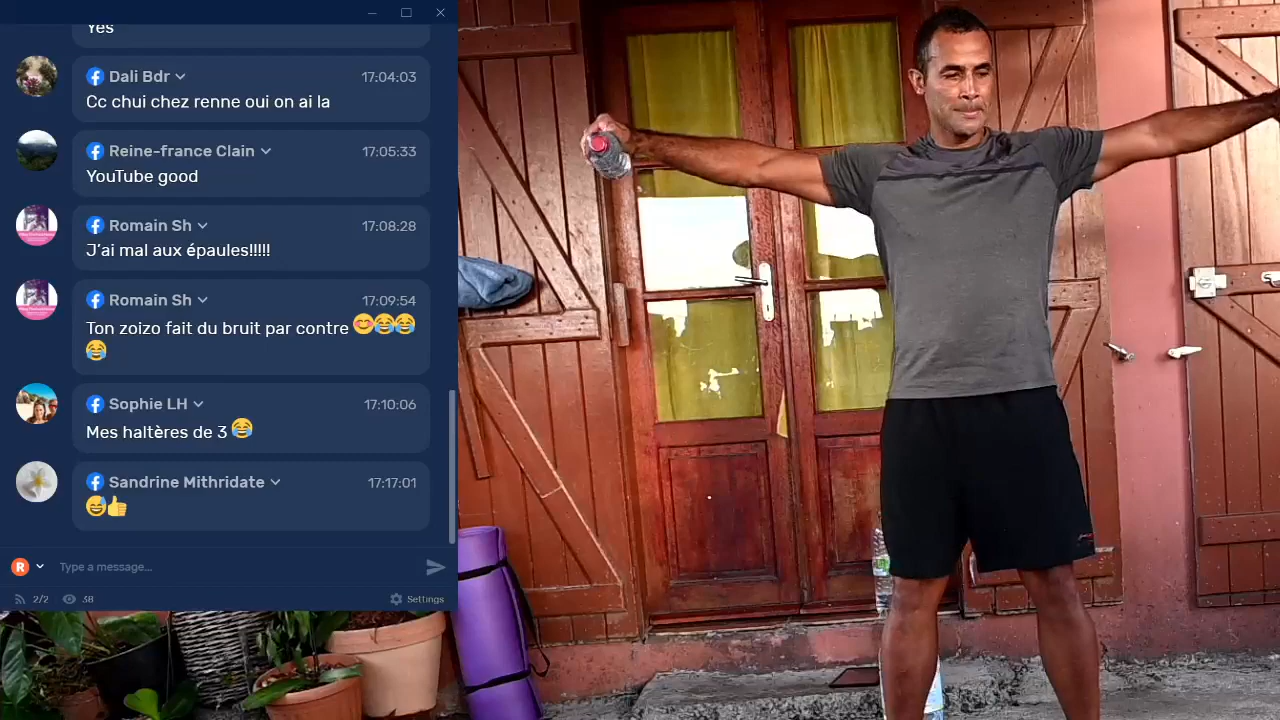 Yes
Dali Bdr 17:04:03
Cc chui chez renne oui on ai la
Reine-france Clain 17:05:33
YouTube good
Romain Sh 17:08:28
J'ai mal aux épaules!!!!!
Romain Sh 17:09:54
Ton zoizo fait du bruit par contre 😊😂😂
😂
Sophie LH 17:10:06
Mes haltères de 3 😂
Sandrine Mithridate 17:17:01
😅👍
R Type a message...
2/2 38 Settings